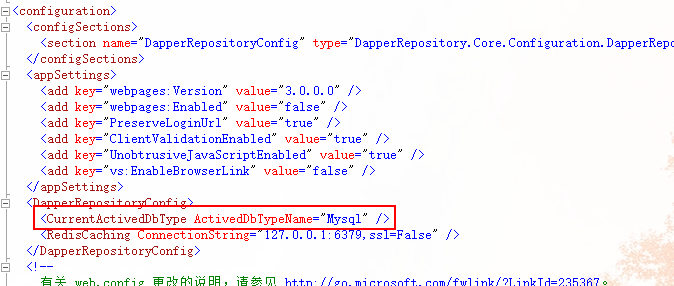 <configuration>
<configSections>
<section name="DapperRepositoryConfig" type="DapperRepository.Core.Configuration.DapperRepo
</configSections>
<appSettings>
<add key="webpages:Version" value="3.0.0.0" />
<add key="webpages:Enabled" value="false" />
<add key="PreserveLoginUrl" value="true" />
<add key="ClientValidationEnabled" value="true" />
<add key="UnobtrusiveJavaScriptEnabled" value="true" />
<add key="vs:EnableBrowserLink" value="false" />
</appSettings>
<DapperRepositoryConfig>
<CurrentActivedDbType ActivedDbTypeName="Mysql" />
<RedisCaching ConnectionString="127.0.0.1:6379,ssl=False" />
</DapperRepositoryConfig>
<!--
有关 web.config 更改的说明,请参见 http://go.microsoft.com/fwlink/?LinkId=235367。